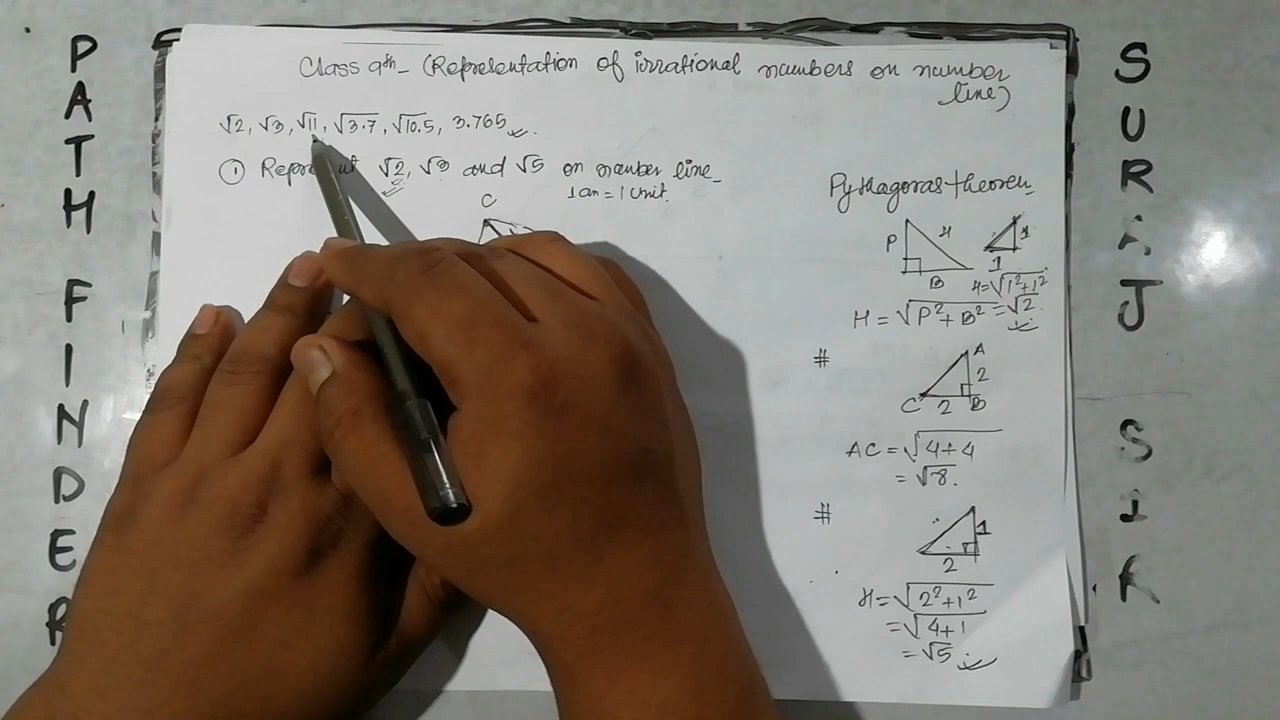 PATH FINDER
Class 9th- (Representation of irrational numbers on number
line)
√2, √3, √11, √3.7, √10.5, 3.765
① Represent √2, √3 and √5 on number line
1cm = 1 unit.
C
Pythagoras theorem
P H B
1 1
H=√1²+1²
H = √P²+B² =√2
# A
2
C 2 B
AC = √4+4
= √8.
#
1
2
H=√2²+1²
=√4+1
=√5
SURAJ SIR